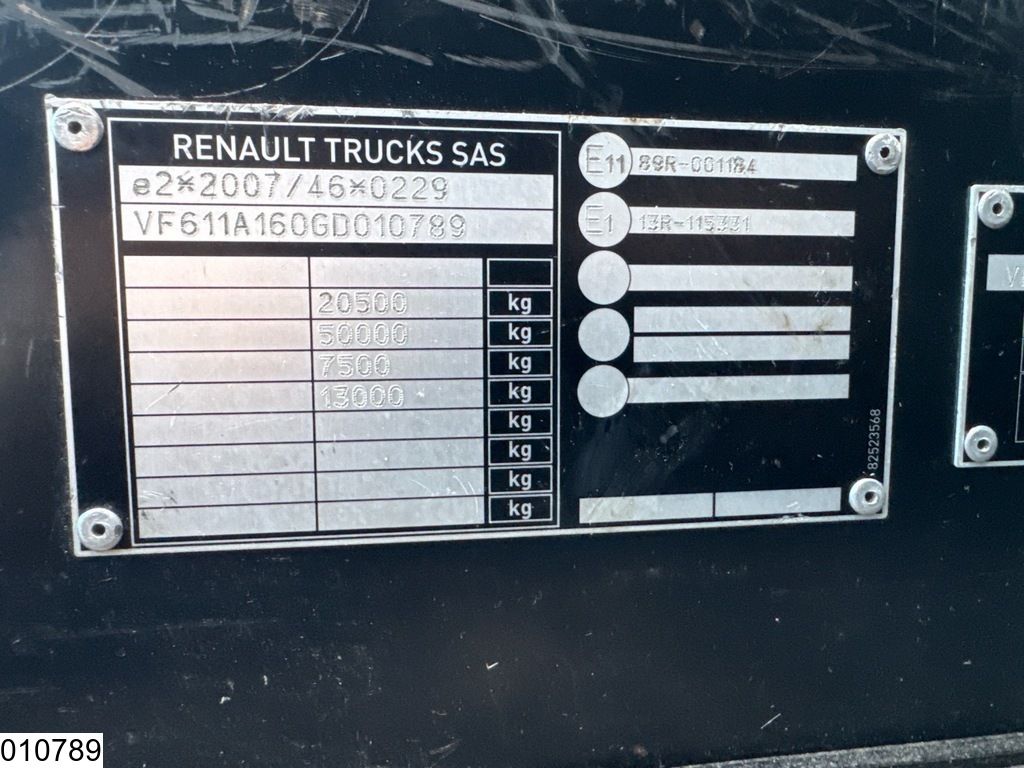 RENAULT TRUCKS SAS
e2*2007/46*0229
VF611A160GD010789
20500 kg
50000 kg
7500 kg
13000 kg
kg
kg
kg
kg
E11 89R-001184
E1 13R-115331
82523568
V
010789